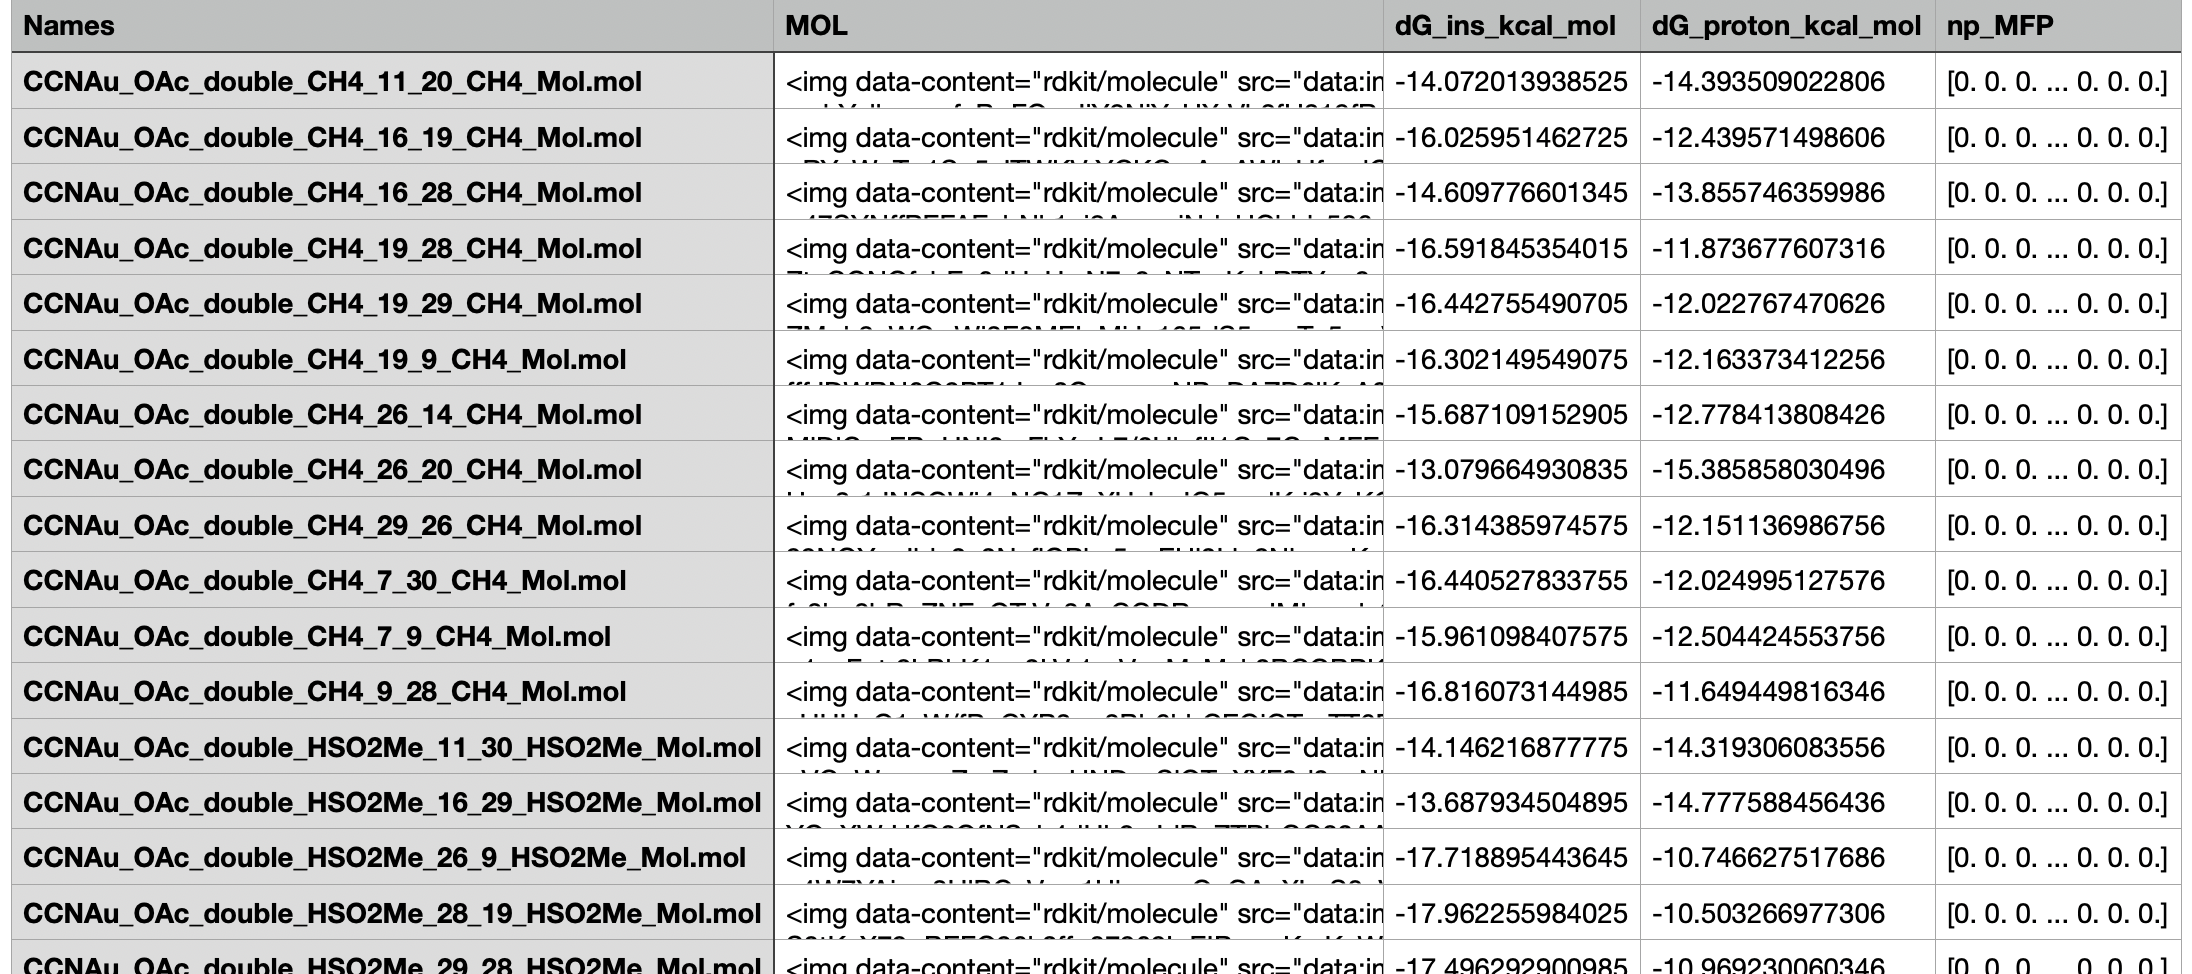 Names MOL dG_ins_kcal_mol dG_proton_kcal_mol np_MFP
CCNAu_OAc_double_CH4_11_20_CH4_Mol.mol <img data-content="rdkit/molecule" src="data:in -14.072013938525 -14.393509022806 [0. 0. 0. ... 0. 0. 0.]
CCNAu_OAc_double_CH4_16_19_CH4_Mol.mol <img data-content="rdkit/molecule" src="data:in -16.025951462725 -12.439571498606 [0. 0. 0. ... 0. 0. 0.]
CCNAu_OAc_double_CH4_16_28_CH4_Mol.mol <img data-content="rdkit/molecule" src="data:in -14.609776601345 -13.855746359986 [0. 0. 0. ... 0. 0. 0.]
CCNAu_OAc_double_CH4_19_28_CH4_Mol.mol <img data-content="rdkit/molecule" src="data:in -16.591845354015 -11.873677607316 [0. 0. 0. ... 0. 0. 0.]
CCNAu_OAc_double_CH4_19_29_CH4_Mol.mol <img data-content="rdkit/molecule" src="data:in -16.442755490705 -12.022767470626 [0. 0. 0. ... 0. 0. 0.]
CCNAu_OAc_double_CH4_19_9_CH4_Mol.mol <img data-content="rdkit/molecule" src="data:in -16.302149549075 -12.163373412256 [0. 0. 0. ... 0. 0. 0.]
CCNAu_OAc_double_CH4_26_14_CH4_Mol.mol <img data-content="rdkit/molecule" src="data:in -15.687109152905 -12.778413808426 [0. 0. 0. ... 0. 0. 0.]
CCNAu_OAc_double_CH4_26_20_CH4_Mol.mol <img data-content="rdkit/molecule" src="data:in -13.079664930835 -15.385858030496 [0. 0. 0. ... 0. 0. 0.]
CCNAu_OAc_double_CH4_29_26_CH4_Mol.mol <img data-content="rdkit/molecule" src="data:in -16.314385974575 -12.151136986756 [0. 0. 0. ... 0. 0. 0.]
CCNAu_OAc_double_CH4_7_30_CH4_Mol.mol <img data-content="rdkit/molecule" src="data:in -16.440527833755 -12.024995127576 [0. 0. 0. ... 0. 0. 0.]
CCNAu_OAc_double_CH4_7_9_CH4_Mol.mol <img data-content="rdkit/molecule" src="data:in -15.961098407575 -12.504424553756 [0. 0. 0. ... 0. 0. 0.]
CCNAu_OAc_double_CH4_9_28_CH4_Mol.mol <img data-content="rdkit/molecule" src="data:in -16.816073144985 -11.649449816346 [0. 0. 0. ... 0. 0. 0.]
CCNAu_OAc_double_HSO2Me_11_30_HSO2Me_Mol.mol <img data-content="rdkit/molecule" src="data:in -14.146216877775 -14.319306083556 [0. 0. 0. ... 0. 0. 0.]
CCNAu_OAc_double_HSO2Me_16_29_HSO2Me_Mol.mol <img data-content="rdkit/molecule" src="data:in -13.687934504895 -14.777588456436 [0. 0. 0. ... 0. 0. 0.]
CCNAu_OAc_double_HSO2Me_26_9_HSO2Me_Mol.mol <img data-content="rdkit/molecule" src="data:in -17.718895443645 -10.746627517686 [0. 0. 0. ... 0. 0. 0.]
CCNAu_OAc_double_HSO2Me_28_19_HSO2Me_Mol.mol <img data-content="rdkit/molecule" src="data:in -17.962255984025 -10.503266977306 [0. 0. 0. ... 0. 0. 0.]
CCNAu_OAc_double_HSO2Me_29_28_HSO2Me_Mol.mol <img data-content="rdkit/molecule" src="data:in -17.496292900985 -10.969230060346 [0. 0. 0. ... 0. 0. 0.]